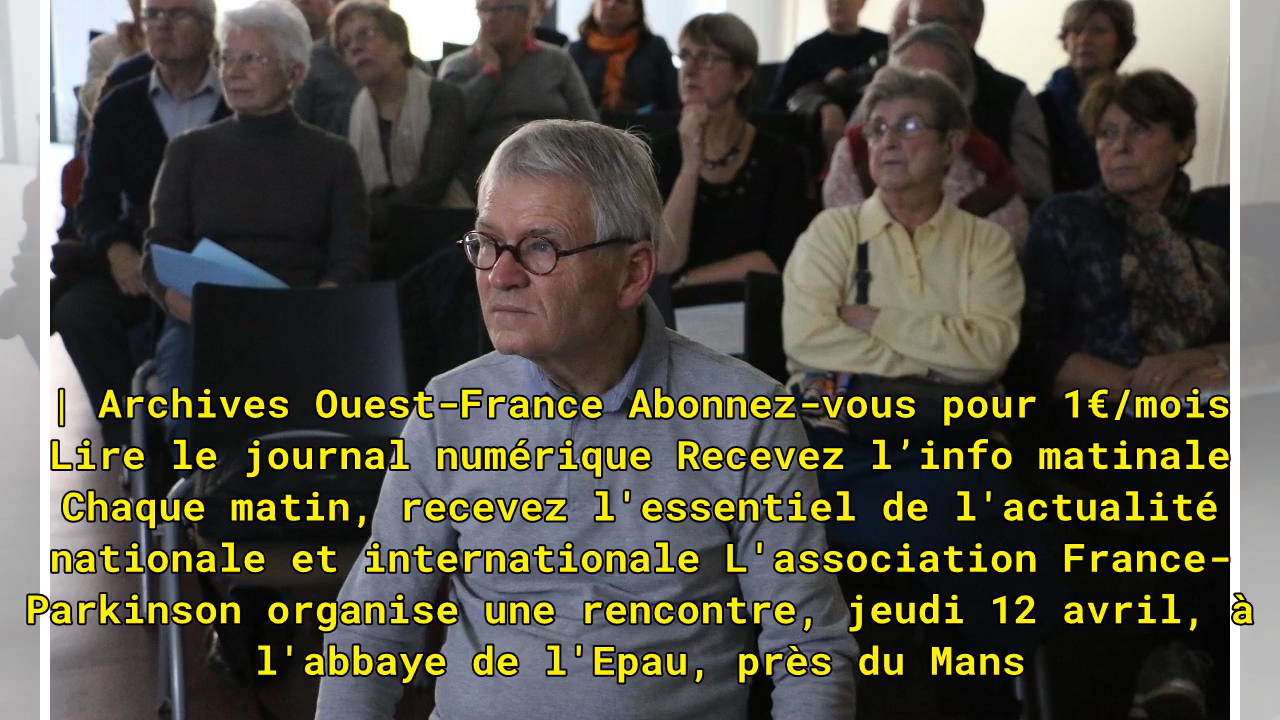 | Archives Ouest-France Abonnez-vous pour 1€/mois
Lire le journal numérique Recevez l’info matinale
Chaque matin, recevez l'essentiel de l'actualité
nationale et internationale L'association France-
Parkinson organise une rencontre, jeudi 12 avril, à
l'abbaye de l'Epau, près du Mans